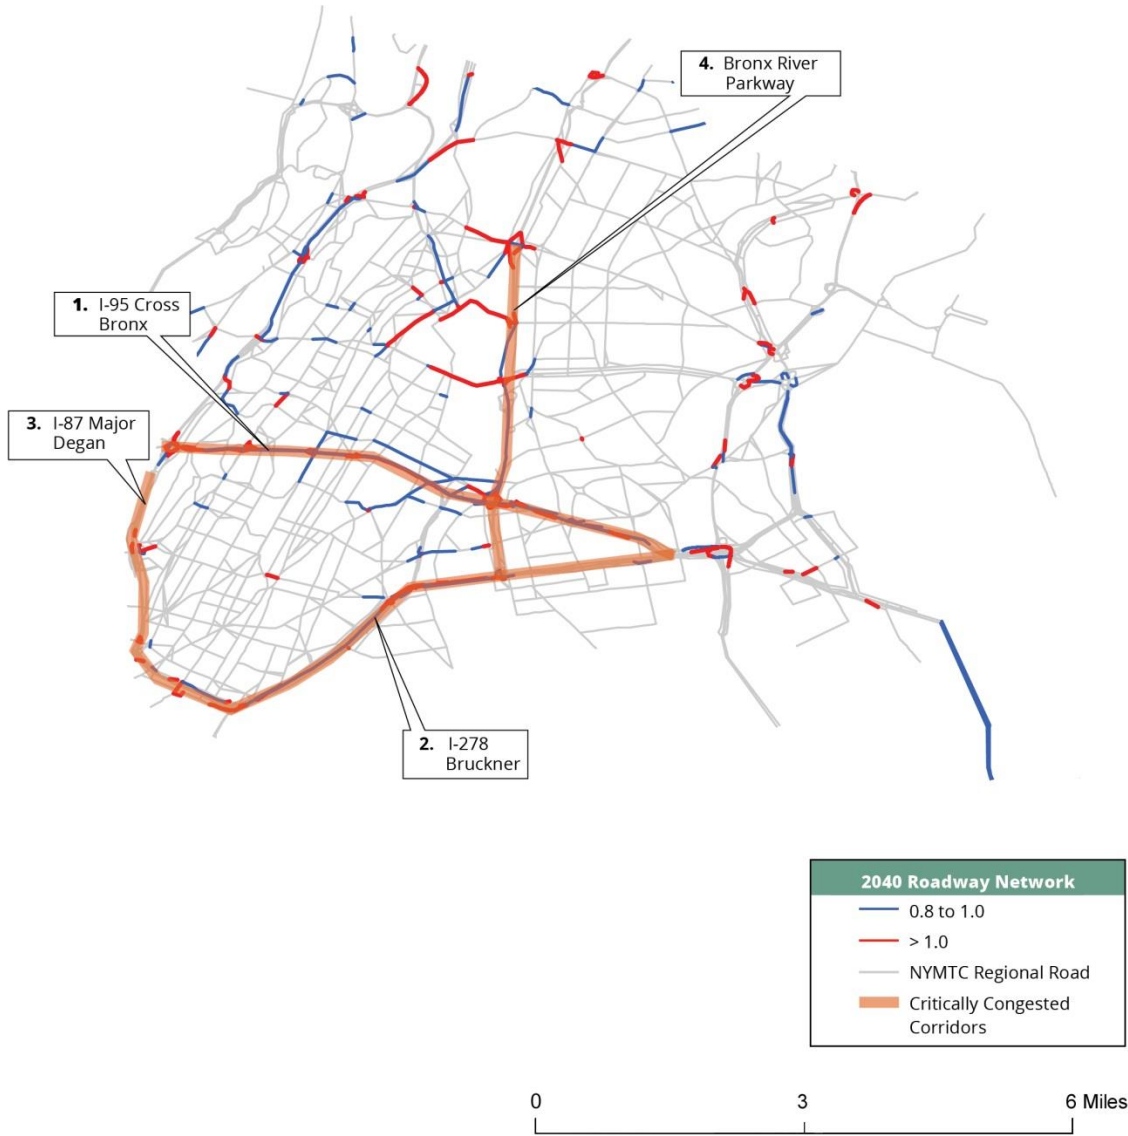 4. Bronx River
Parkway
1. I-95 Cross
Bronx
3. I-87 Major
Degan
2. I-278
Bruckner
2040 Roadway Network
0.8 to 1.0
> 1.0
NYMTC Regional Road
Critically Congested
Corridors
0 3 6 Miles